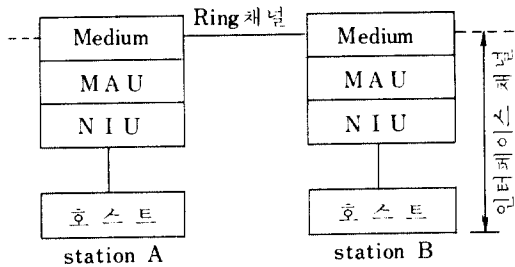 Ring 채널
Medium
MAU
NIU
호 스 트
station A
Medium
MAU
NIU
호 스 트
station B
인터페이스 채널